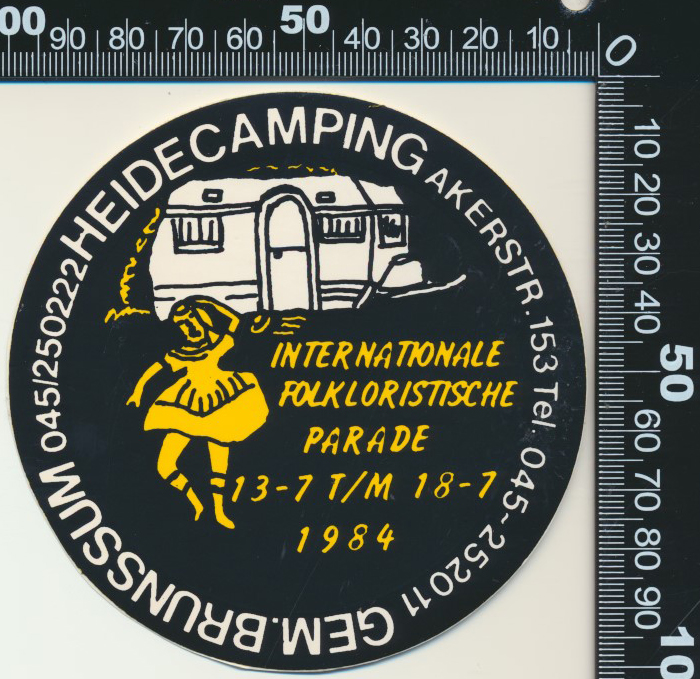 00 90 80 70 60 50 40 30 20 10 0
10 20 30 40 50 60 70 80 90 10
HEIDECAMPING AKERSTR. 153 Tel. 045-252011
GEM. BRUNSSUM 045/250222
INTERNATIONALE
FOLKLORISTISCHE
PARADE
13-7 T/M 18-7
1984